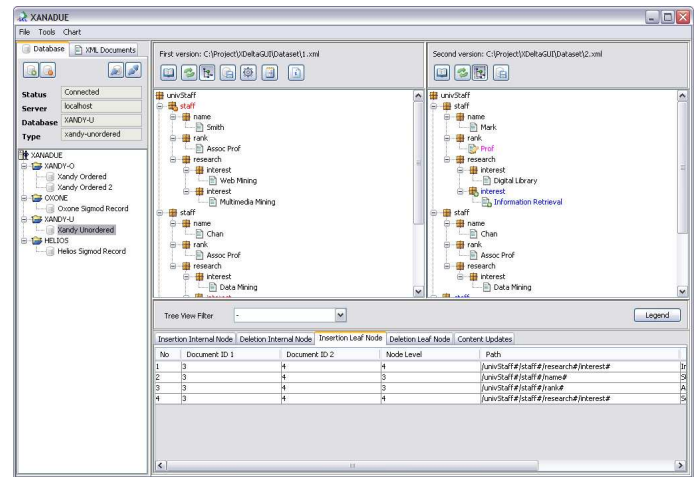 XANADUE
File Tools Chart
Database XML Documents
Status Connected
Server localhost
Database XANDY-U
Type xandy-unordered
XANADUE
XANDY-O
Xandy Ordered
Xandy Ordered 2
OXONE
Oxone Sigmod Record
XANDY-U
Xandy Unordered
HELIOS
Helios Sigmod Record
First version: C:\Project\XDeltaGUI\Dataset\1.xml
univStaff
staff
name
Smith
rank
Assoc Prof
research
interest
Web Mining
interest
Multimedia Mining
staff
name
Chan
rank
Assoc Prof
research
interest
Data Mining
Second version: C:\Project\XDeltaGUI\Dataset\2.xml
univStaff
staff
name
Mark
rank
Prof
research
interest
Digital Library
interest
Information Retrieval
staff
name
Chan
rank
Assoc Prof
research
interest
Data Mining
Tree View Filter - Legend
Insertion Internal Node Deletion Internal Node Insertion Leaf Node Deletion Leaf Node Content Updates
No Document ID 1 Document ID 2 Node Level Path
1 3 4 4 /univStaff#/staff#/research#/interest#
2 3 4 3 /univStaff#/staff#/name#
3 3 4 3 /univStaff#/staff#/rank#
4 3 4 4 /univStaff#/staff#/research#/interest#